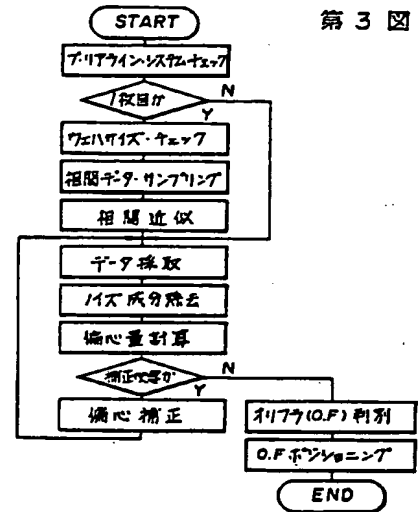 第3図
START
プリアライン・システムチェック
1枚目か
N
Y
ウェハサイズ・チェック
相関データ・サンプリング
相関近似
データ採取
ノイズ成分除去
偏心量計算
補正必要か
N
Y
偏心補正
オリフラ(O.F)判別
O.Fポジショニング
END